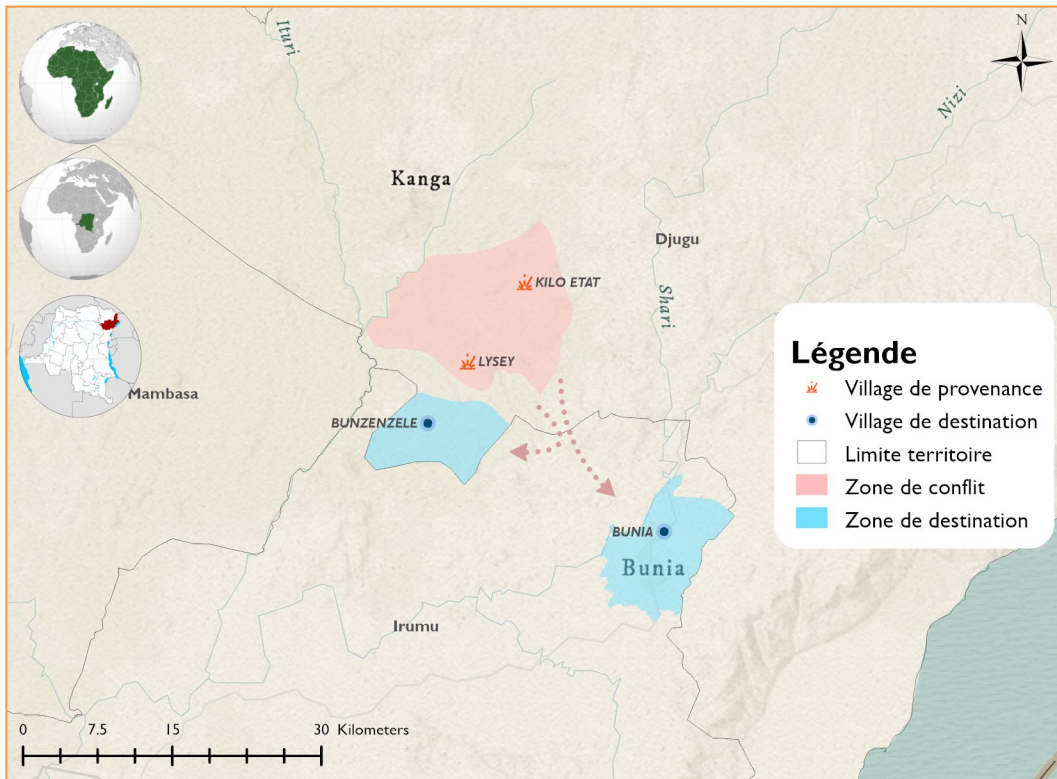 Ituri
N
Nizi
Kanga
Djugu
KILO ETAT
Shari
LYSEY
Mambasa
BUNZENZELE
Légende
Village de provenance
Village de destination
Limite territoire
Zone de conflit
Zone de destination
BUNIA
Bunia
Irumu
0 7.5 15 30 Kilometers